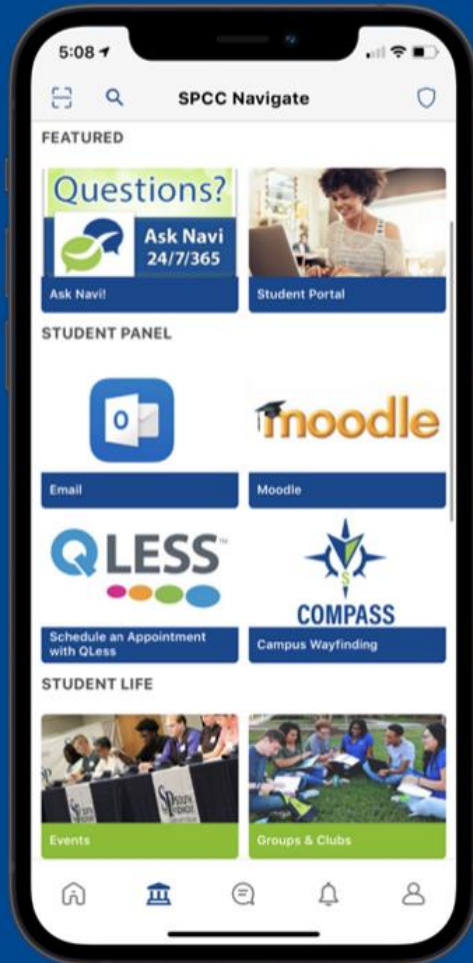 5:08
SPCC Navigate
FEATURED
Questions?
Ask Navi
24/7/365
Ask Navi!
Student Portal
STUDENT PANEL
Email
moodle
Moodle
QLESS™
Schedule an Appointment
with QLess
COMPASS
Campus Wayfinding
STUDENT LIFE
Events
Groups & Clubs